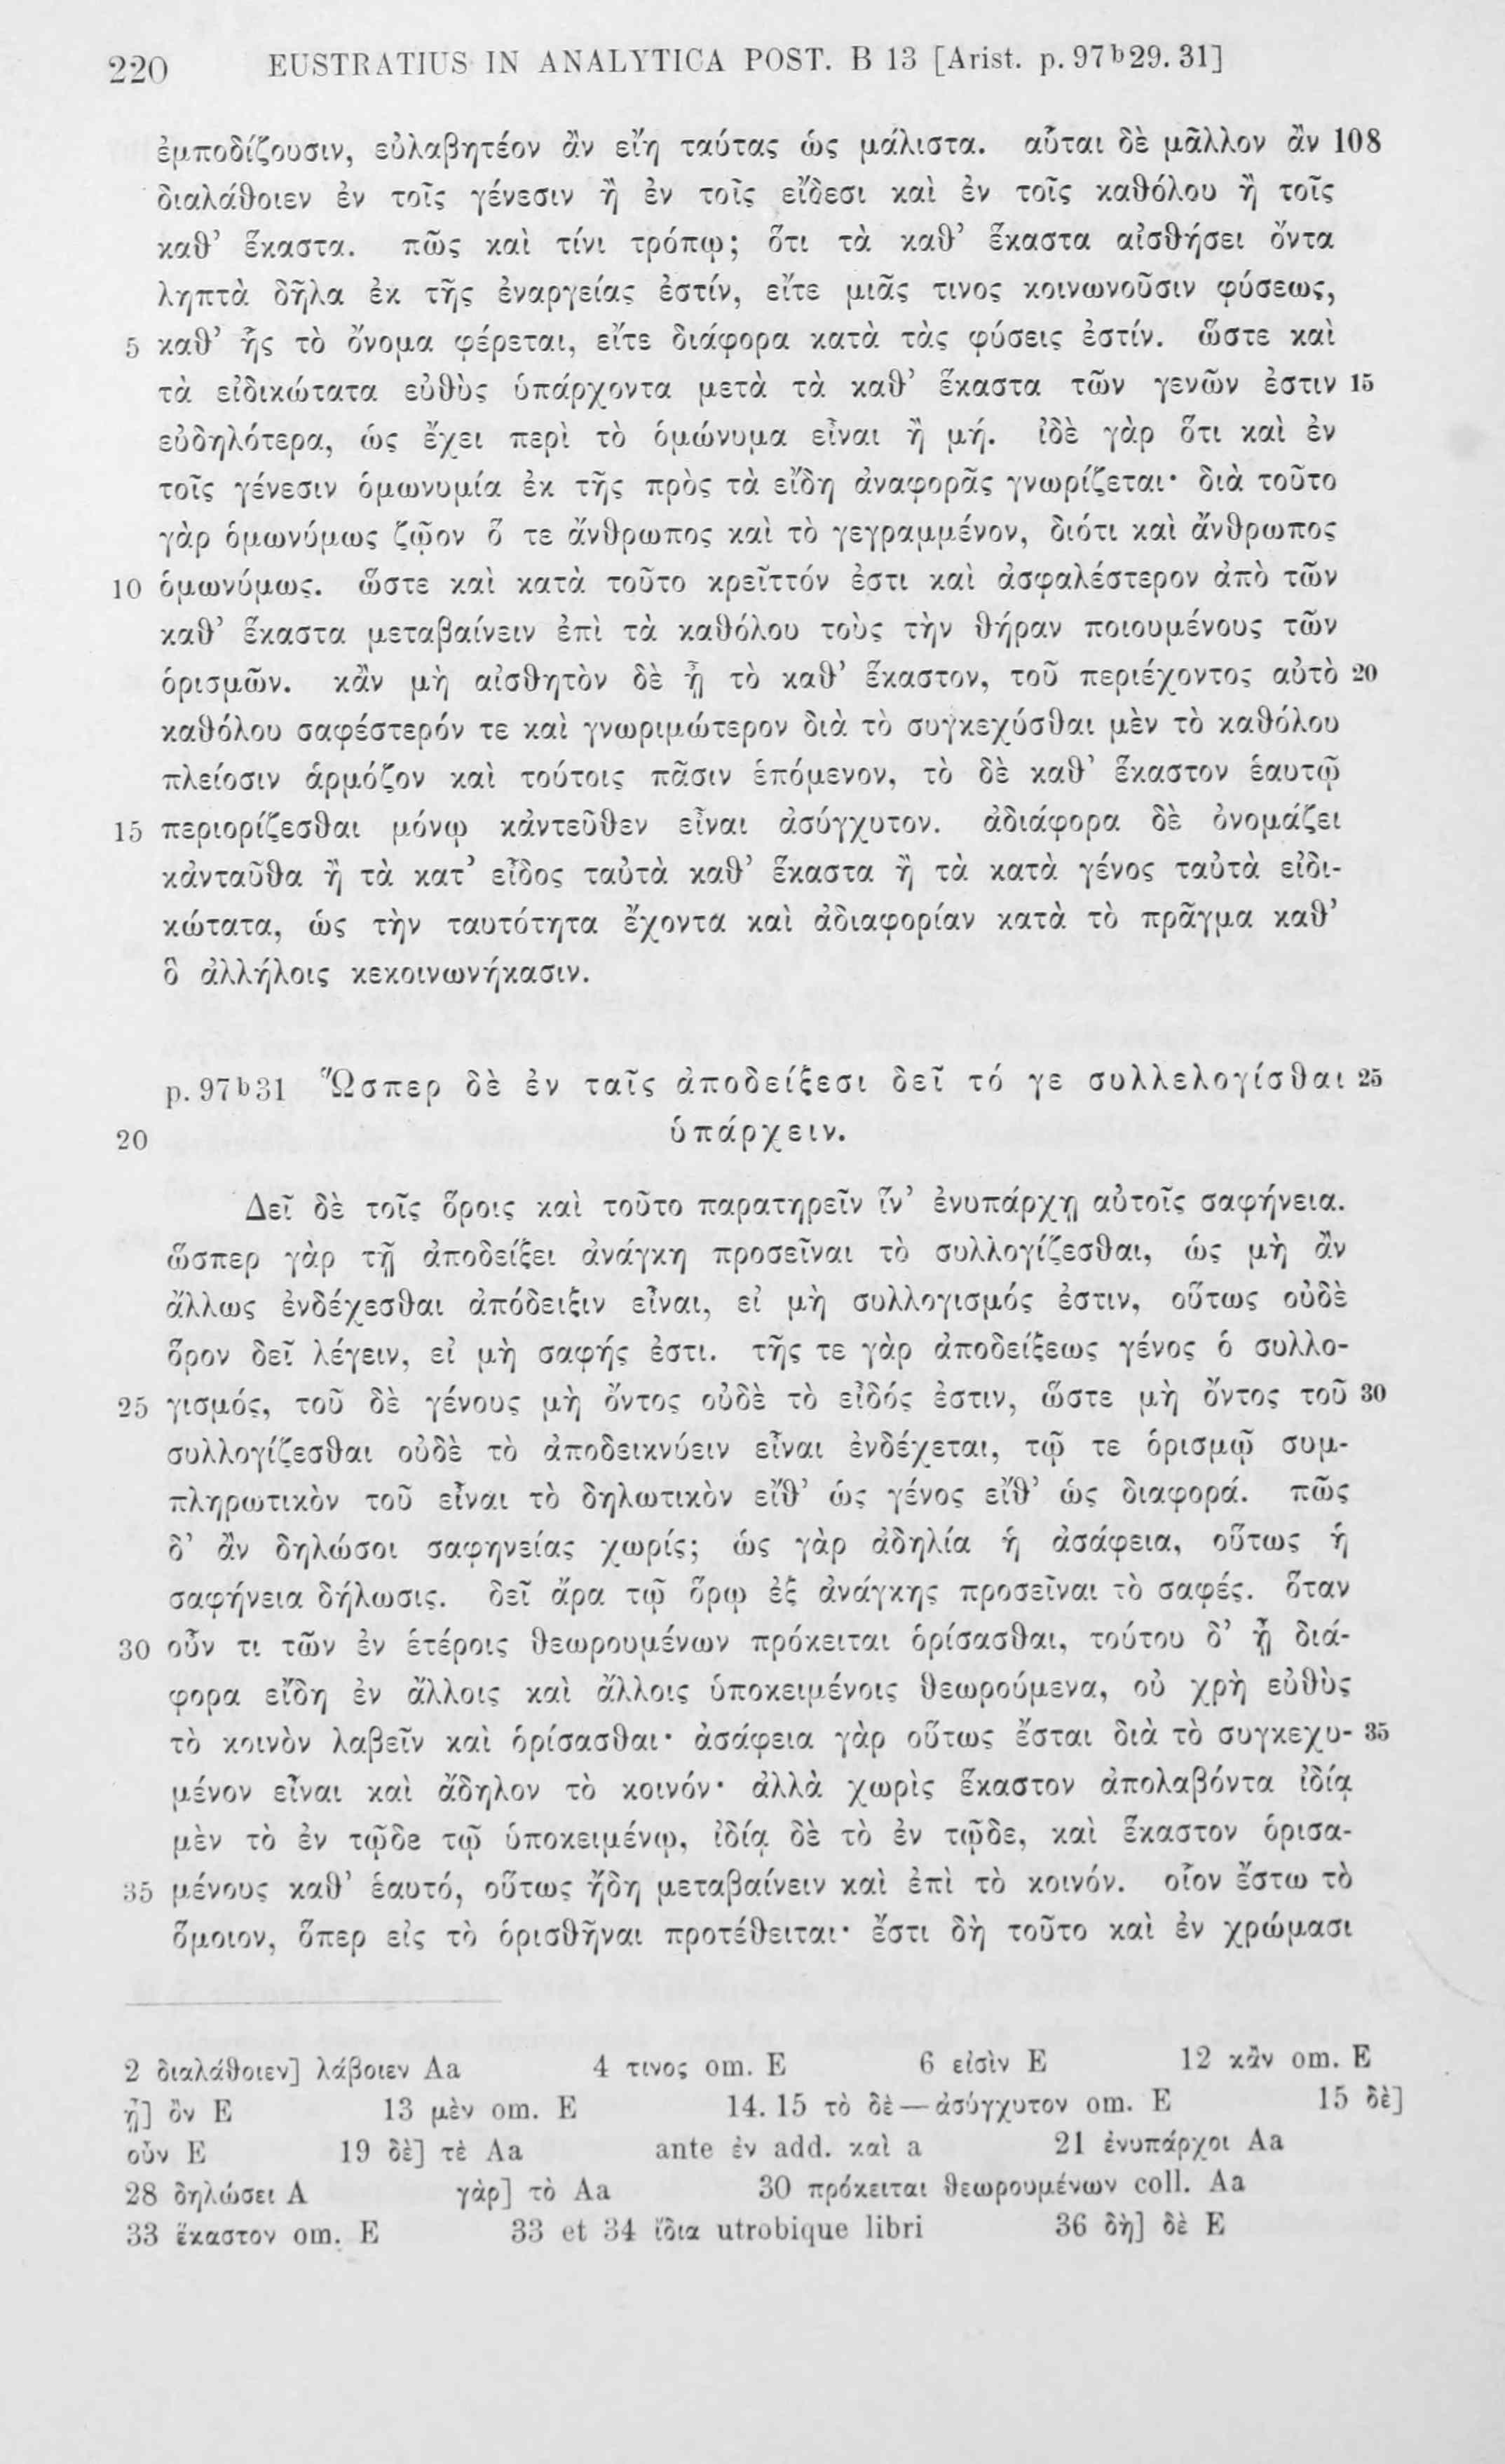 220 EUSTRATIUS IN ANALYTICA POST. B 13 [Arist. p. 97b29. 31]
ἐμποδίζουσιν, εὐλαβητέον ἂν εἴη ταύτας ὡς μάλιστα. αὗται δὲ μᾶλλον ἂν 108
διαλάθοιεν ἐν τοῖς γένεσιν ἢ ἐν τοῖς εἴδεσι καὶ ἐν τοῖς καθόλου ἢ τοῖς
καθ’ ἕκαστα. πῶς καὶ τίνι τρόπῳ; ὅτι τὰ καθ’ ἕκαστα αἰσθήσει ὄντα
ληπτὰ δῆλα ἐκ τῆς ἐναργείας ἐστίν, εἴτε μιᾶς τινος κοινωνοῦσιν φύσεως,
5 καθ’ ἧς τὸ ὄνομα φέρεται, εἴτε διάφορα κατὰ τὰς φύσεις ἐστίν. ὥστε καὶ
τὰ εἰδικώτατα εὐθὺς ὑπάρχοντα μετὰ τὰ καθ’ ἕκαστα τῶν γενῶν ἐστιν 15
εὐδηλότερα, ὡς ἔχει περὶ τὸ ὁμώνυμα εἶναι ἢ μή. ἰδὲ γὰρ ὅτι καὶ ἐν
τοῖς γένεσιν ὁμωνυμία ἐκ τῆς πρὸς τὰ εἴδη ἀναφορᾶς γνωρίζεται· διὰ τοῦτο
γὰρ ὁμωνύμως ζῷον ὅ τε ἄνθρωπος καὶ τὸ γεγραμμένον, διότι καὶ ἄνθρωπος
10 ὁμωνύμως. ὥστε καὶ κατὰ τοῦτο κρεῖττόν ἐστι καὶ ἀσφαλέστερον ἀπὸ τῶν
καθ’ ἕκαστα μεταβαίνειν ἐπὶ τὰ καθόλου τοὺς τὴν θήραν ποιουμένους τῶν
ὁρισμῶν. κἂν μὴ αἰσθητὸν δὲ ᾖ τὸ καθ’ ἕκαστον, τοῦ περιέχοντος αὐτὸ 20
καθόλου σαφέστερόν τε καὶ γνωριμώτερον διὰ τὸ συγκεχύσθαι μὲν τὸ καθόλου
πλείοσιν ἁρμόζον καὶ τούτοις πᾶσιν ἑπόμενον, τὸ δὲ καθ’ ἕκαστον ἑαυτῷ
15 περιορίζεσθαι μόνῳ κἀντεῦθεν εἶναι ἀσύγχυτον. ἀδιάφορα δὲ ὀνομάζει
κἀνταῦθα ἢ τὰ κατ’ εἶδος ταὐτὰ καθ’ ἕκαστα ἢ τὰ κατὰ γένος ταὐτὰ εἰδι-
κώτατα, ὡς τὴν ταυτότητα ἔχοντα καὶ ἀδιαφορίαν κατὰ τὸ πρᾶγμα καθ’
ὃ ἀλλήλοις κεκοινωνήκασιν.
p. 97b31 Ὥσπερ δὲ ἐν ταῖς ἀποδείξεσι δεῖ τό γε συλλελογίσθαι 25
20 ὑπάρχειν.
Δεῖ δὲ τοῖς ὅροις καὶ τοῦτο παρατηρεῖν ἵν’ ἐνυπάρχῃ αὐτοῖς σαφήνεια.
ὥσπερ γὰρ τῇ ἀποδείξει ἀνάγκη προσεῖναι τὸ συλλογίζεσθαι, ὡς μὴ ἂν
ἄλλως ἐνδέχεσθαι ἀπόδειξιν εἶναι, εἰ μὴ συλλογισμός ἐστιν, οὕτως οὐδὲ
ὅρον δεῖ λέγειν, εἰ μὴ σαφής ἐστι. τῆς τε γὰρ ἀποδείξεως γένος ὁ συλλο-
25 γισμός, τοῦ δὲ γένους μὴ ὄντος οὐδὲ τὸ εἶδός ἐστιν, ὥστε μὴ ὄντος τοῦ 30
συλλογίζεσθαι οὐδὲ τὸ ἀποδεικνύειν εἶναι ἐνδέχεται, τῷ τε ὁρισμῷ συμ-
πληρωτικὸν τοῦ εἶναι τὸ δηλωτικὸν εἴθ’ ὡς γένος εἴθ’ ὡς διαφορά. πῶς
δ’ ἂν δηλώσοι σαφηνείας χωρίς; ὡς γὰρ ἀδηλία ἡ ἀσάφεια, οὕτως ἡ
σαφήνεια δήλωσις. δεῖ ἄρα τῷ ὅρῳ ἐξ ἀνάγκης προσεῖναι τὸ σαφές. ὅταν
30 οὖν τι τῶν ἐν ἑτέροις θεωρουμένων πρόκειται ὁρίσασθαι, τούτου δ’ ᾖ διά-
φορα εἴδη ἐν ἄλλοις καὶ ἄλλοις ὑποκειμένοις θεωρούμενα, οὐ χρὴ εὐθὺς
τὸ κοινὸν λαβεῖν καὶ ὁρίσασθαι· ἀσάφεια γὰρ οὕτως ἔσται διὰ τὸ συγκεχυ- 35
μένον εἶναι καὶ ἄδηλον τὸ κοινόν· ἀλλὰ χωρὶς ἕκαστον ἀπολαβόντα ἰδίᾳ
μὲν τὸ ἐν τῷδε τῷ ὑποκειμένῳ, ἰδίᾳ δὲ τὸ ἐν τῷδε, καὶ ἕκαστον ὁρισα-
35 μένους καθ’ ἑαυτό, οὕτως ἤδη μεταβαίνειν καὶ ἐπὶ τὸ κοινόν. οἷον ἔστω τὸ
ὅμοιον, ὅπερ εἰς τὸ ὁρισθῆναι προτέθειται· ἔστι δὴ τοῦτο καὶ ἐν χρώμασι
2 διαλάθοιεν] λάβοιεν Aa 4 τινος om. E 6 εἰσὶν E 12 κἂν om. E
ᾖ] ὂν E 13 μὲν om. E 14. 15 τὸ δὲ — ἀσύγχυτον om. E 15 δὲ]
οὖν E 19 δὲ] τὲ Aa ante ἐν add. καὶ a 21 ἐνυπάρχοι Aa
28 δηλώσει A γὰρ] τὸ Aa 30 πρόκειται θεωρουμένων coll. Aa
33 ἕκαστον om. E 33 et 34 ἴδια utrobique libri 36 δὴ] δὲ E